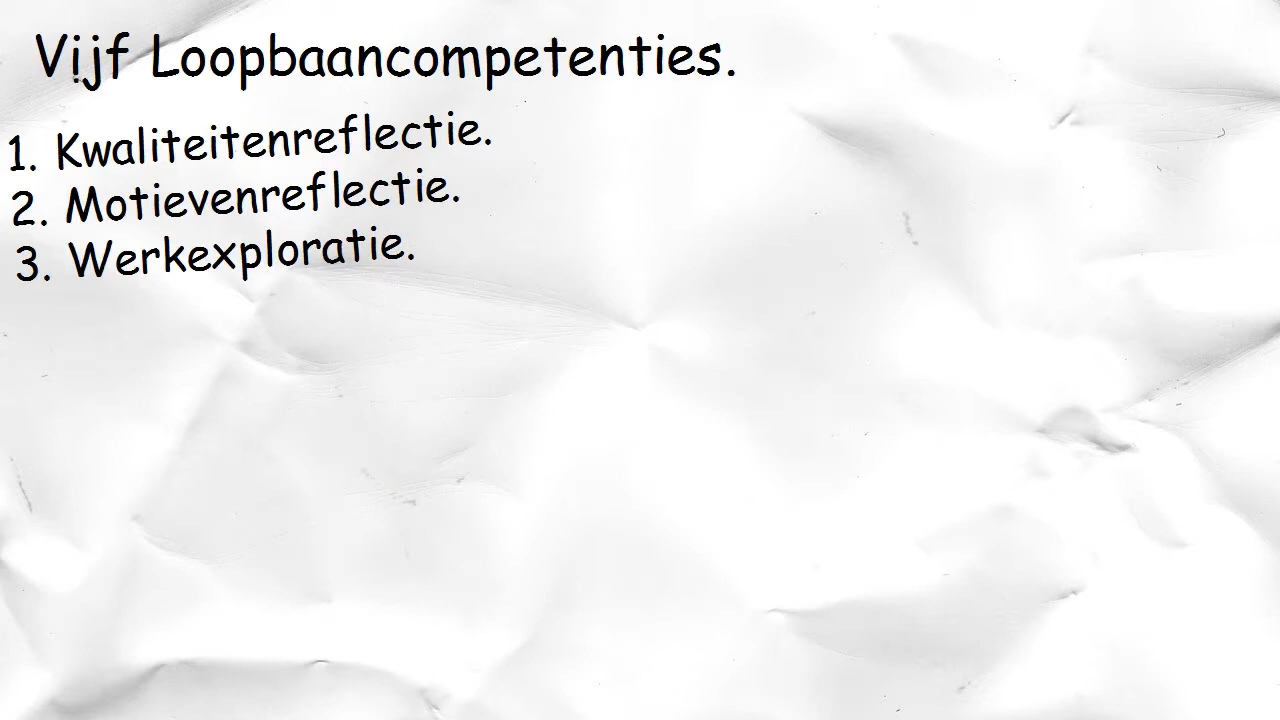 Vijf Loopbaancompetenties.
1. Kwaliteitenreflectie.
2. Motievenreflectie.
3. Werkexploratie.